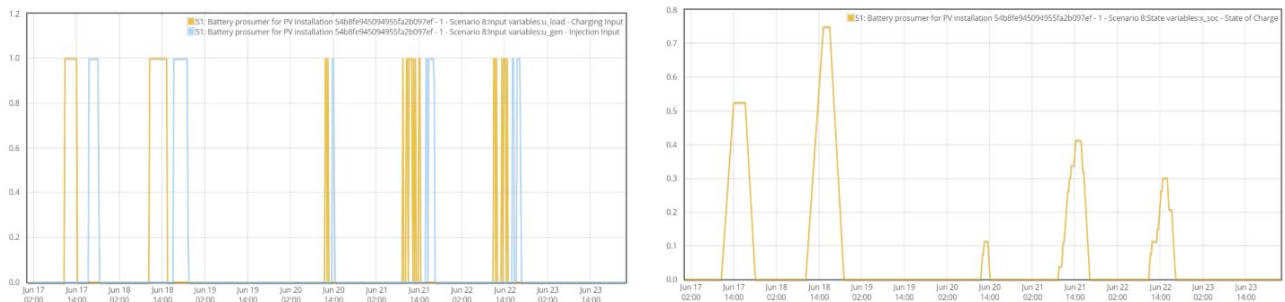 S1: Battery prosumer for PV installation 54b8fe945094955fa2b097ef - 1 - Scenario 8:Input variables:u_load - Charging Input
S1: Battery prosumer for PV installation 54b8fe945094955fa2b097ef - 1 - Scenario 8:Input variables:u_gen - Injection Input
1.2
1.0
0.8
0.6
0.4
0.2
0.0
Jun 17 Jun 17 Jun 18 Jun 18 Jun 19 Jun 19 Jun 20 Jun 20 Jun 21 Jun 21 Jun 22 Jun 22 Jun 23 Jun 23
02:00 14:00 02:00 14:00 02:00 14:00 02:00 14:00 02:00 14:00 02:00 14:00 02:00 14:00
S1: Battery prosumer for PV installation 54b8fe945094955fa2b097ef - 1 - Scenario 8:State variables:x_soc - State of Charge
0.8
0.7
0.6
0.5
0.4
0.3
0.2
0.1
0.0
Jun 17 Jun 17 Jun 18 Jun 18 Jun 19 Jun 19 Jun 20 Jun 20 Jun 21 Jun 21 Jun 22 Jun 22 Jun 23 Jun 23
02:00 14:00 02:00 14:00 02:00 14:00 02:00 14:00 02:00 14:00 02:00 14:00 02:00 14:00